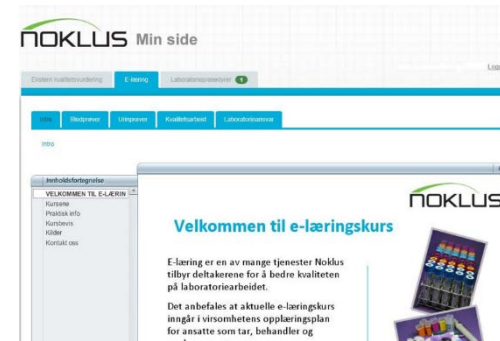 NOKLUS Min side
Ekstern kvalitetsvurdering E-læring Laboratorieprosedyrer 1
Intro Blodprøver Urinprøver Kvalitetsarbeid Laboratorieansvar
Intro
Innholdsfortegnelse
VELKOMMEN TIL E-LÆRIN
Kursene
Praktisk info
Kursbevis
Kilder
Kontakt oss
NOKLUS
Velkommen til e-læringskurs
E-læring er en av mange tjenester Noklus
tilbyr deltakerene for å bedre kvaliteten
på laboratoriearbeidet.
Det anbefales at aktuelle e-læringskurs
inngår i virsomhetens opplæringsplan
for ansatte som tar, behandler og